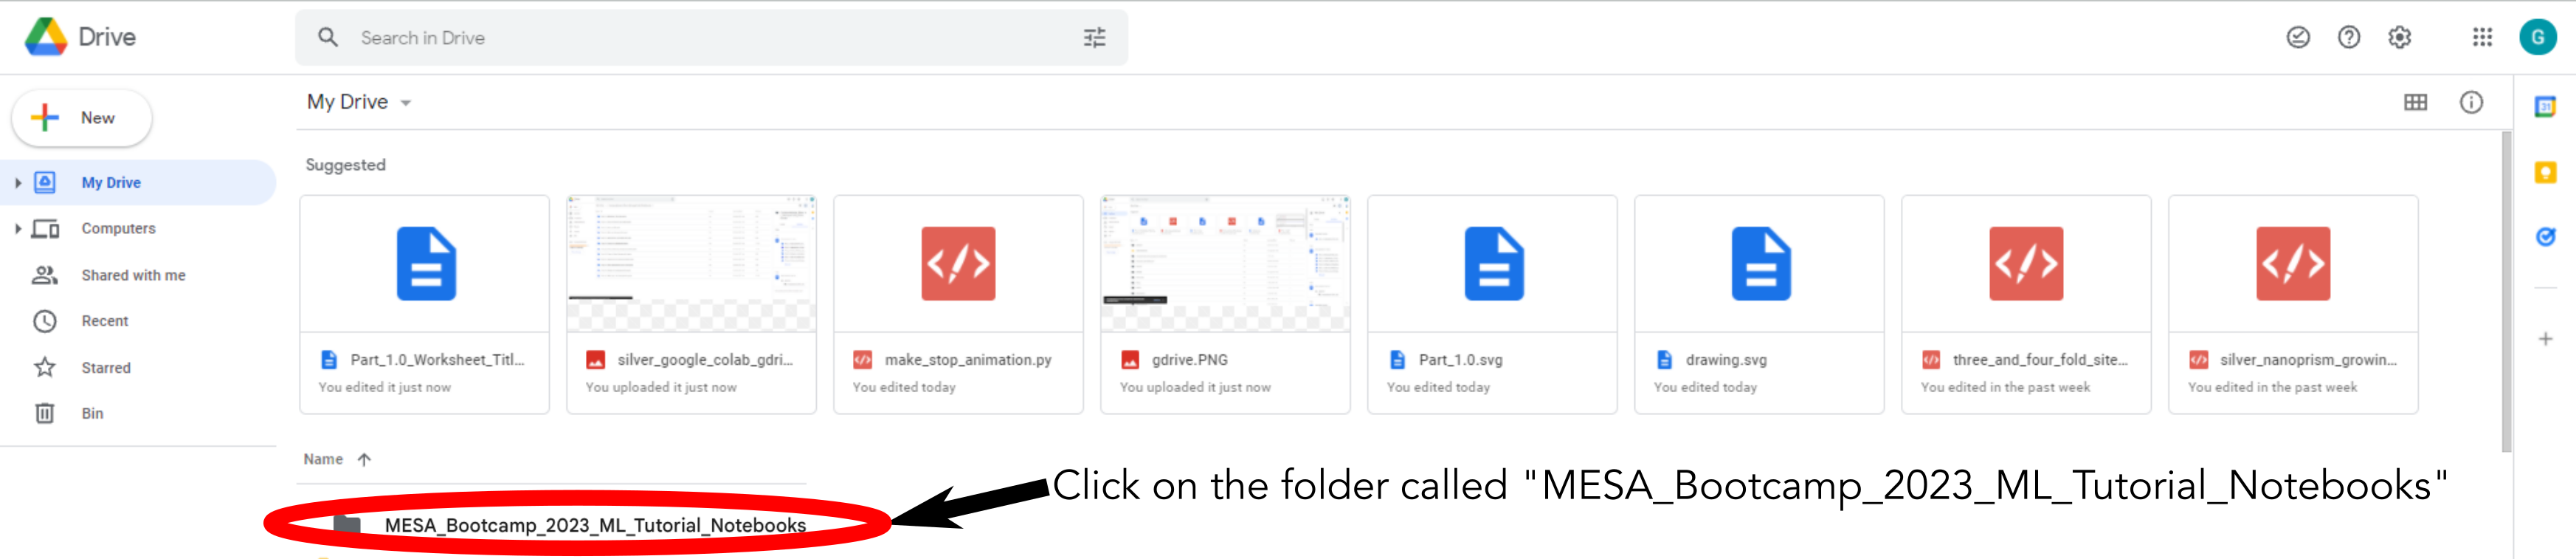 Drive
Search in Drive
G
New
My Drive
My Drive
Computers
Shared with me
Recent
Starred
Bin
Suggested
Part_1.0_Worksheet_Titl...
You edited it just now
silver_google_colab_gdri...
You uploaded it just now
make_stop_animation.py
You edited today
gdrive.PNG
You uploaded it just now
Part_1.0.svg
You edited today
drawing.svg
You edited today
three_and_four_fold_site...
You edited in the past week
silver_nanoprism_growin...
You edited in the past week
31
Name
Click on the folder called "MESA_Bootcamp_2023_ML_Tutorial_Notebooks"
MESA_Bootcamp_2023_ML_Tutorial_Notebooks